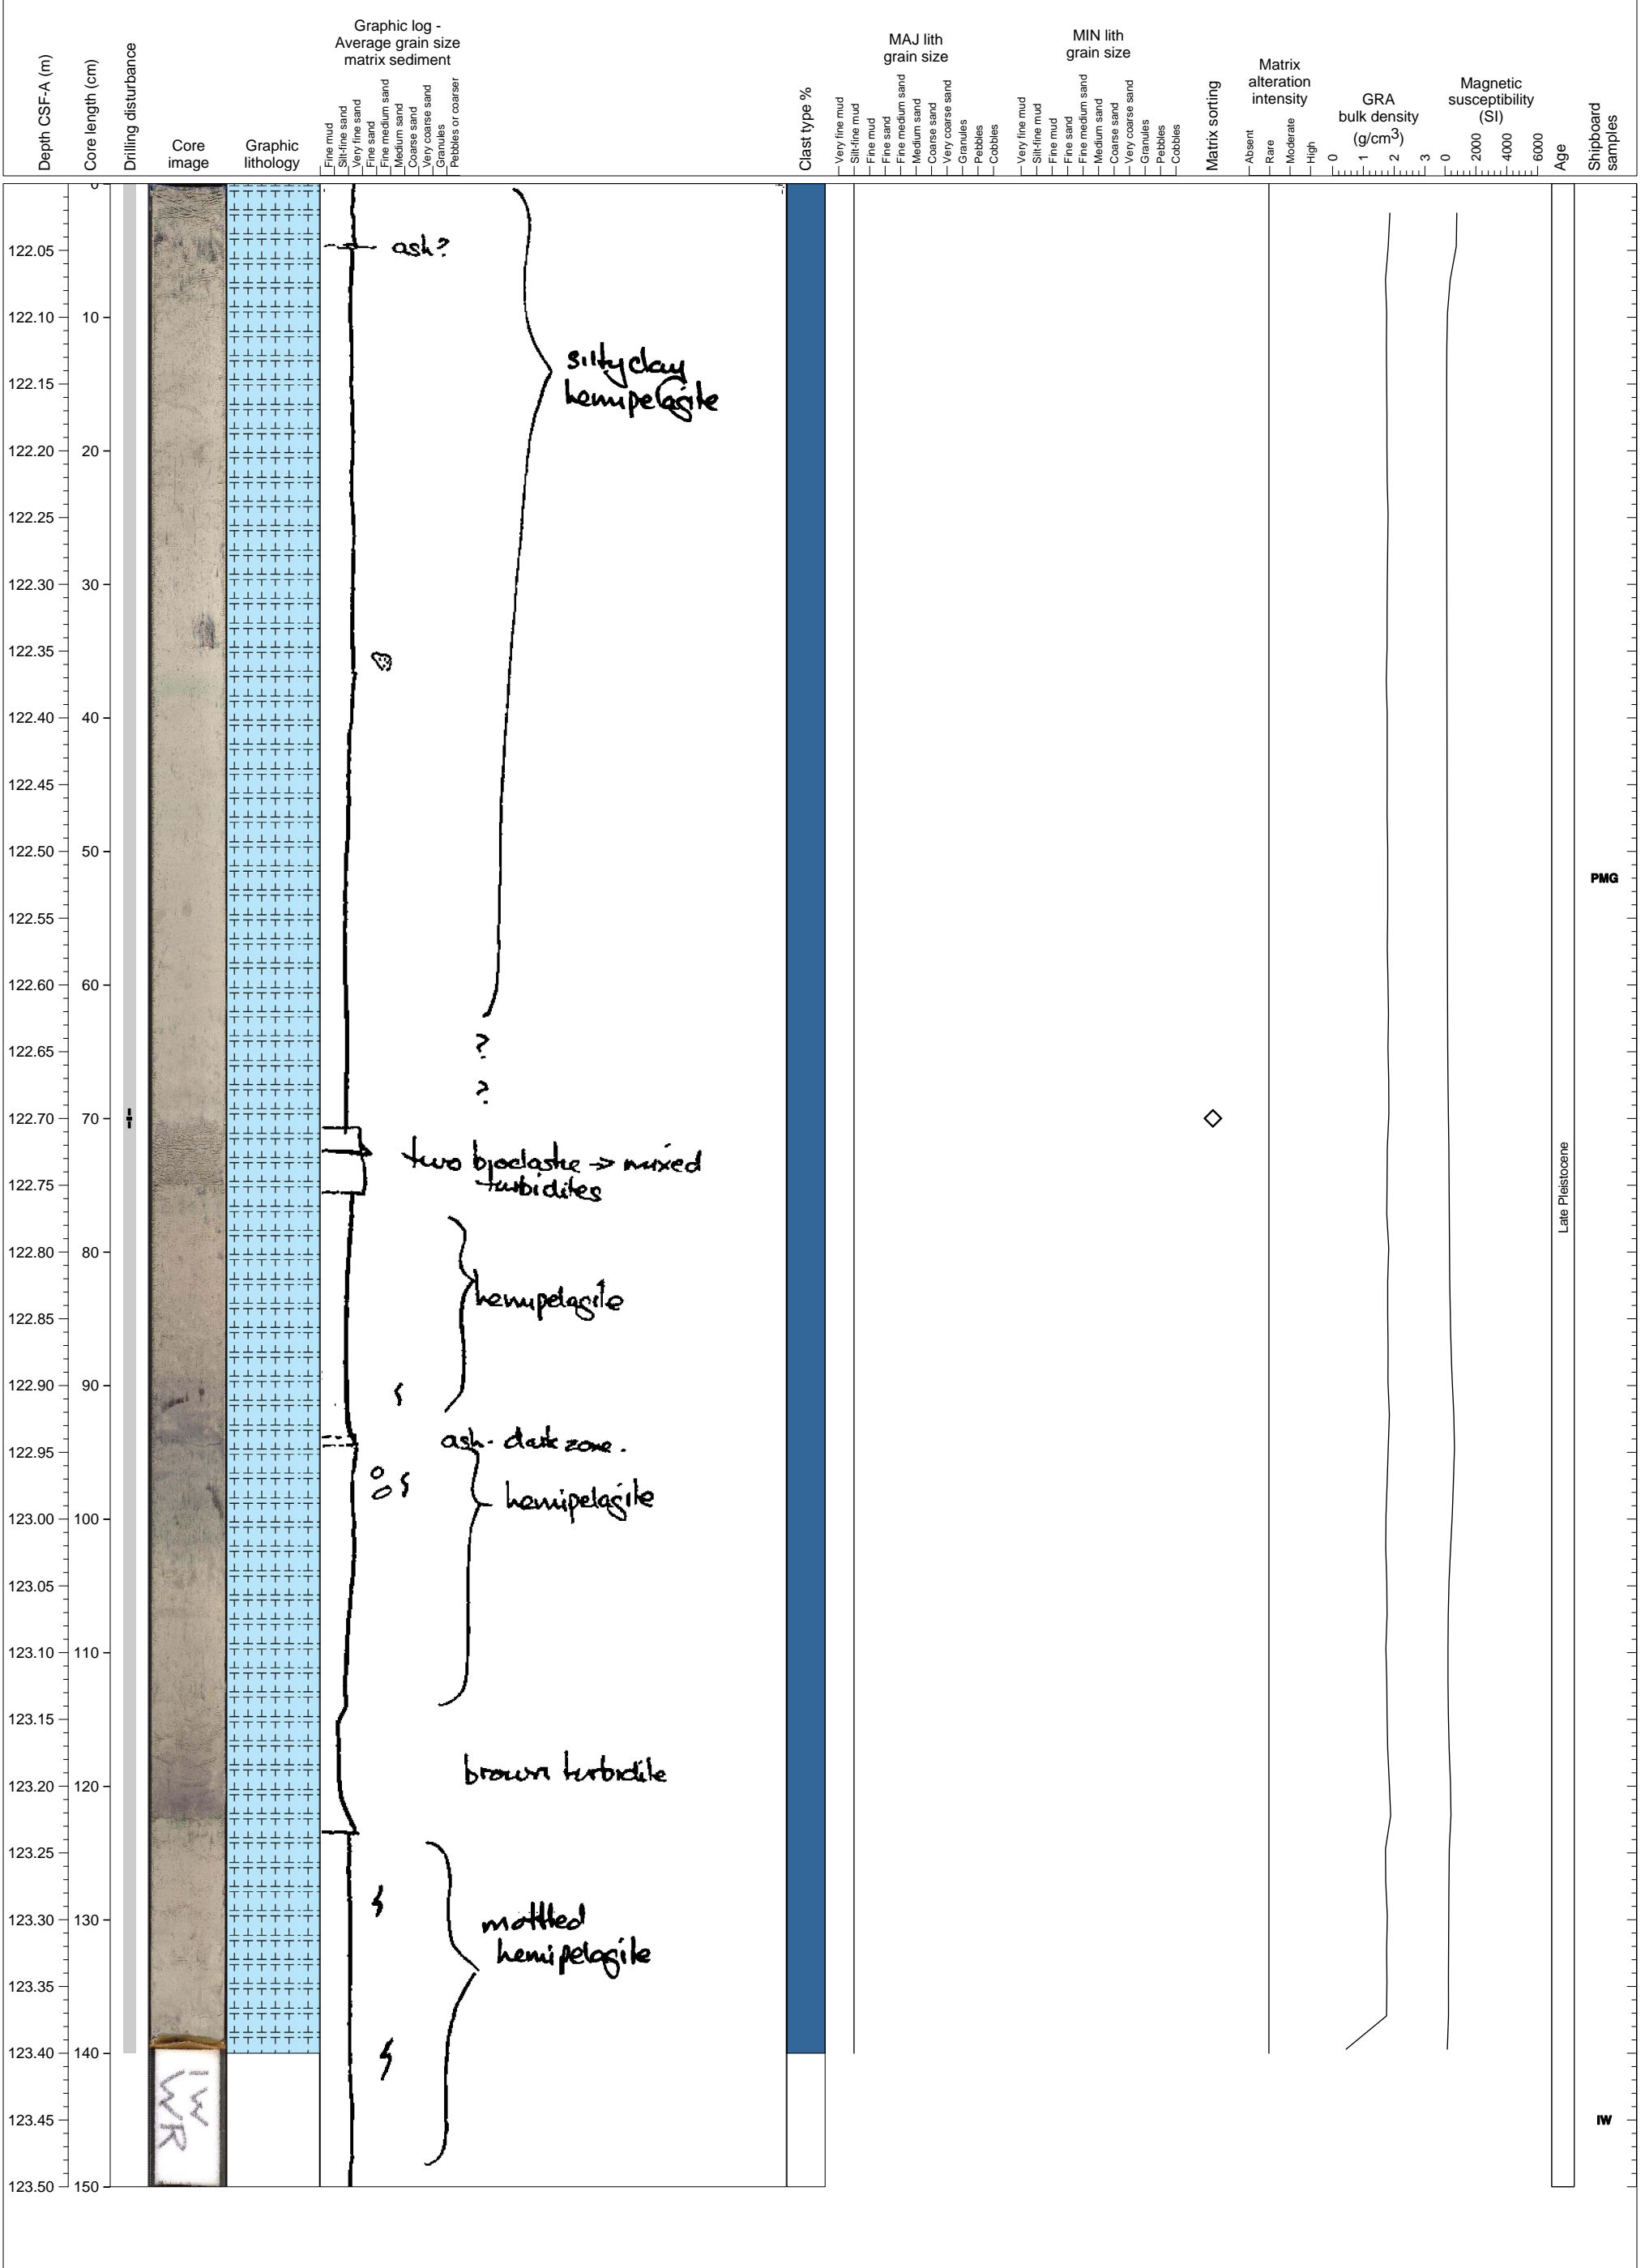 Depth CSF-A (m)
Core length (cm)
Drilling disturbance
Core
image
Graphic
lithology
Graphic log -
Average grain size
matrix sediment
Fine mud
Silt-fine sand
Very fine sand
Fine sand
Fine medium sand
Medium sand
Coarse sand
Very coarse sand
Granules
Pebbles or coarser
Clast type %
MAJ lith
grain size
Very fine mud
Silt-fine mud
Fine mud
Fine sand
Fine medium sand
Medium sand
Coarse sand
Very coarse sand
Granules
Pebbles
Cobbles
MIN lith
grain size
Very fine mud
Silt-fine mud
Fine mud
Fine sand
Fine medium sand
Medium sand
Coarse sand
Very coarse sand
Granules
Pebbles
Cobbles
Matrix sorting
Matrix
alteration
intensity
Absent
Rare
Moderate
High
GRA
bulk density
(g/cm3)
0 1 2 3
Magnetic
susceptibility
(SI)
0 2000 4000 6000
Age
Shipboard
samples
0
122.05
ash?
122.10 10
silty clay
hemipelagite
122.15
122.20 20
122.25
122.30 30
122.35
122.40 40
122.45
122.50 50
PMG
122.55
122.60 60
?
122.65
?
122.70 70
two bioclastic -> mixed
turbidites
122.75
Late Pleistocene
122.80 80
hemipelagite
122.85
122.90 90
ash - dark zone.
122.95
hemipelagite
123.00 100
123.05
123.10 110
123.15
brown turbidite
123.20 120
123.25
123.30 130
mottled
hemipelagite
123.35
123.40 140
IW
WR
123.45
IW
123.50 150